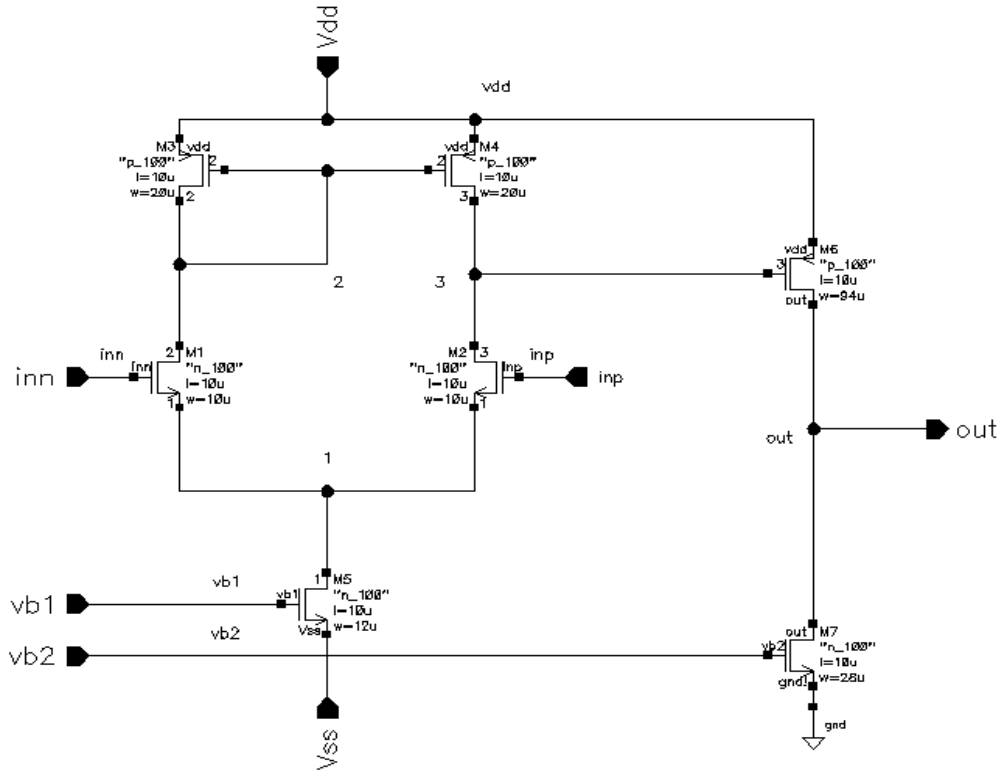 Vdd
vdd
M3
vdd
"p_100"
l=10u
w=20u
2
2
M4
vdd
"p_100"
l=10u
w=20u
2
3
M6
vdd
"p_100"
l=10u
w=94u
3
out
2
3
inn
inn
inn
M1
"n_100"
l=10u
w=10u
2
1
M2
"n_100"
l=10u
w=10u
3
1
inp
inp
inp
out
out
1
vb1
vb1
vb1
M5
"n_100"
l=10u
w=12u
1
Vss
vb2
vb2
vb2
out
M7
"n_100"
l=10u
w=26u
gnd!
gnd
Vss